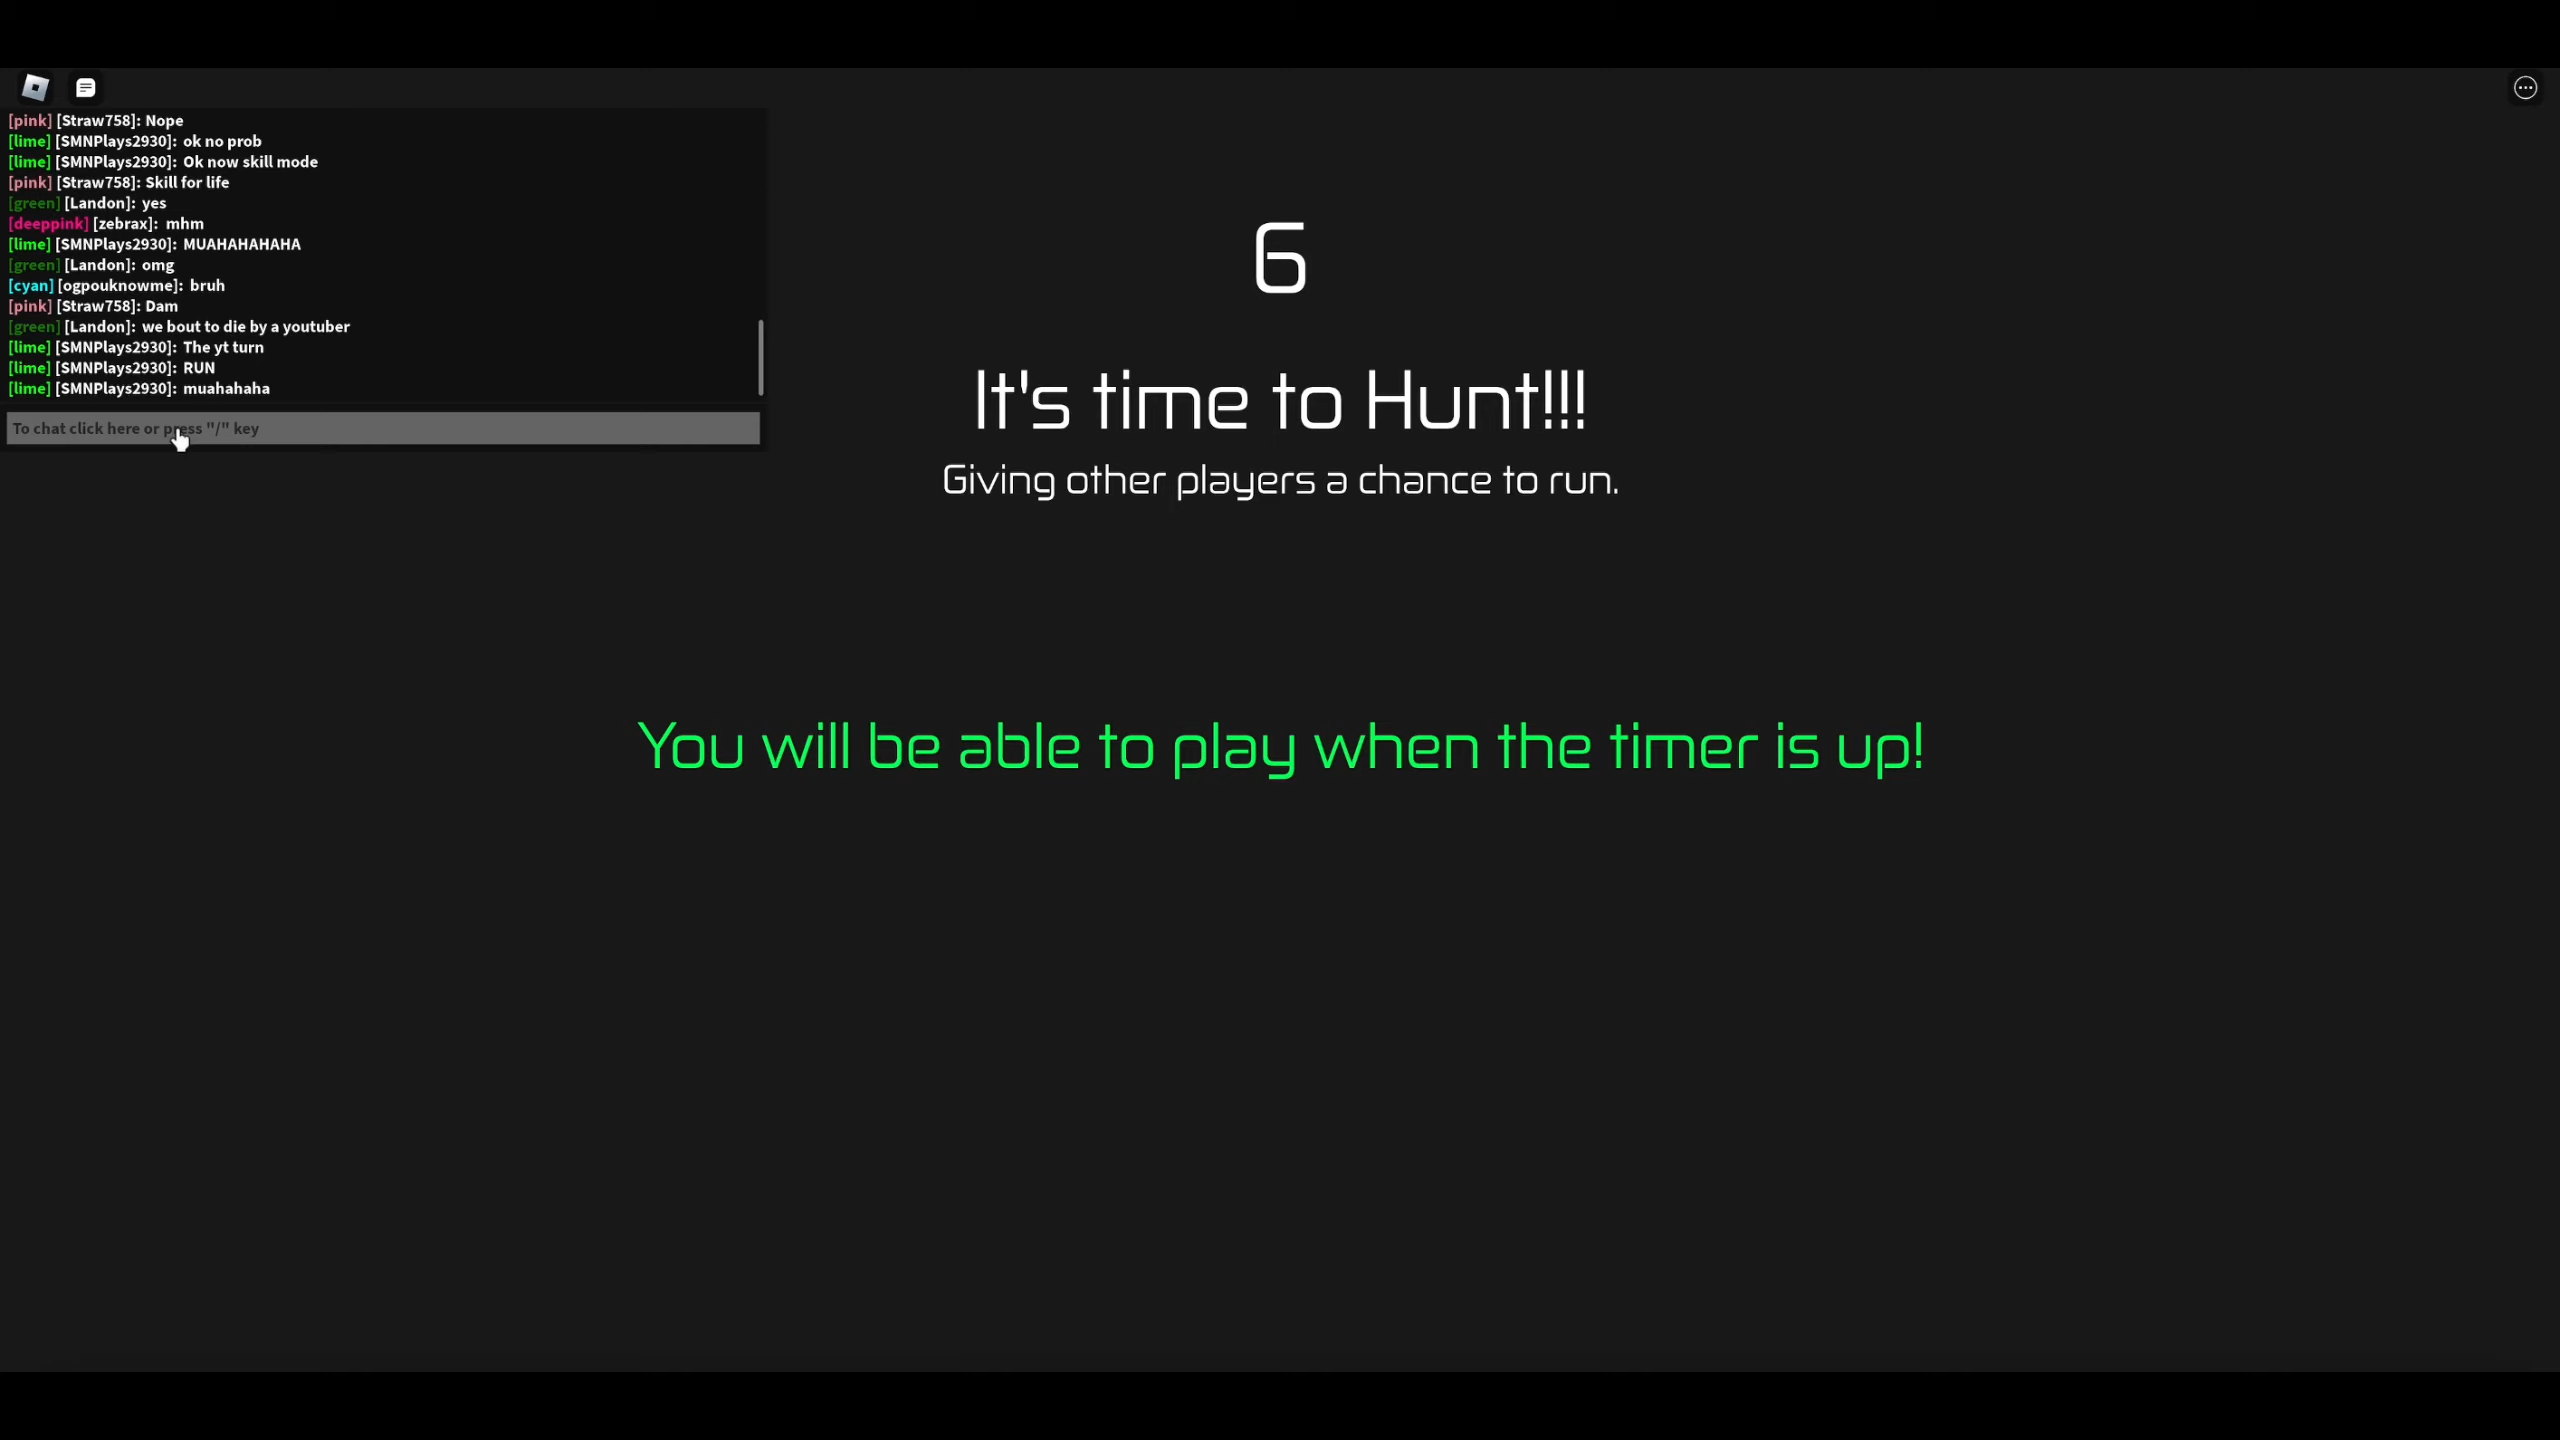 [pink] [Straw758]: Nope
[lime] [SMNPlays2930]: ok no prob
[lime] [SMNPlays2930]: Ok now skill mode
[pink] [Straw758]: Skill for life
[green] [Landon]: yes
[deeppink] [zebrax]: mhm
[lime] [SMNPlays2930]: MUAHAHAHAHA
[green] [Landon]: omg
[cyan] [ogpouknowme]: bruh
[pink] [Straw758]: Dam
[green] [Landon]: we bout to die by a youtuber
[lime] [SMNPlays2930]: The yt turn
[lime] [SMNPlays2930]: RUN
[lime] [SMNPlays2930]: muahahaha
To chat click here or press "/" key
6
It's time to Hunt!!!
Giving other players a chance to run.
You will be able to play when the timer is up!